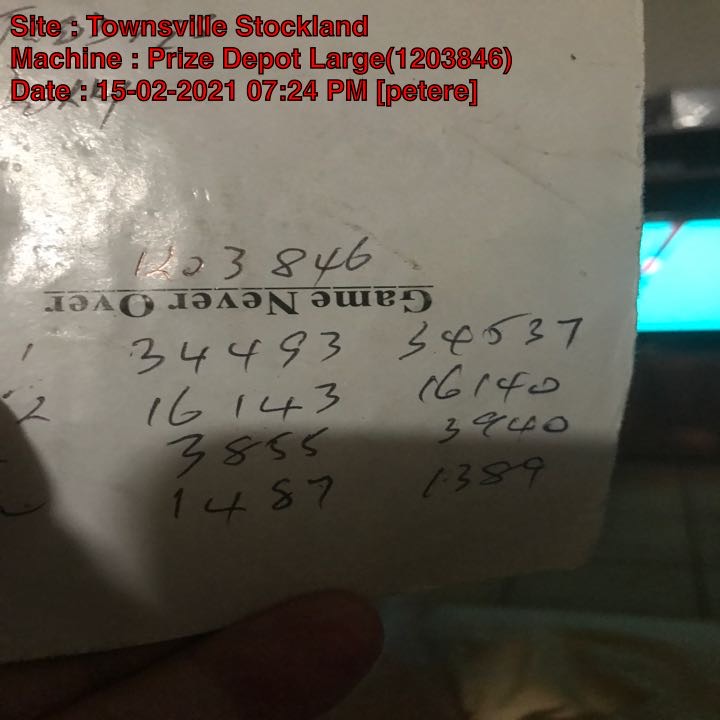 Site : Townsville Stockland
Machine : Prize Depot Large(1203846)
Date : 15-02-2021 07:24 PM [petere]
1203846
Game Never Over
1 34493 34537
2 16143 16140
3855 3940
1487 1389